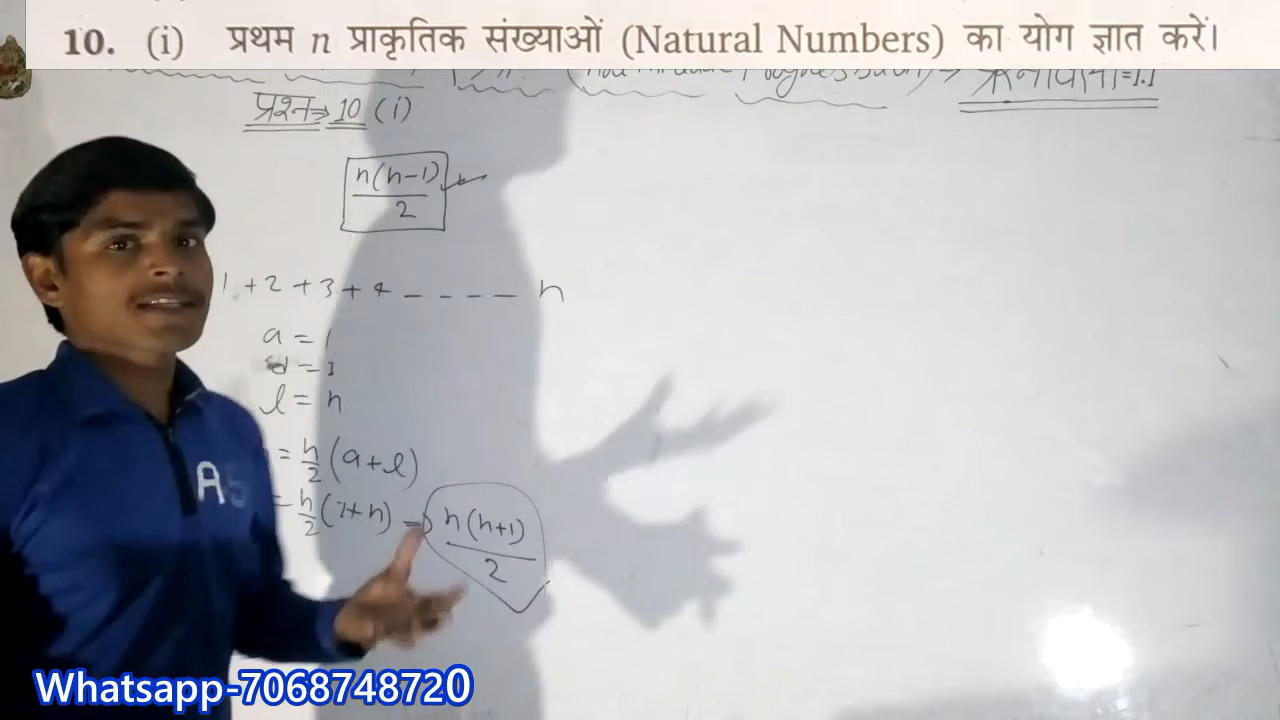 10. (i) प्रथम n प्राकृतिक संख्याओं (Natural Numbers) का योग ज्ञात करें।
प्रश्न→ 10 (i)
n(n-1)/2
1 + 2 + 3 + 4 ---- n
a = 1
d = 1
l = n
= n/2 (a+l)
= n/2 (1+n) ⇒ n(n+1)/2
AS
Whatsapp-7068748720